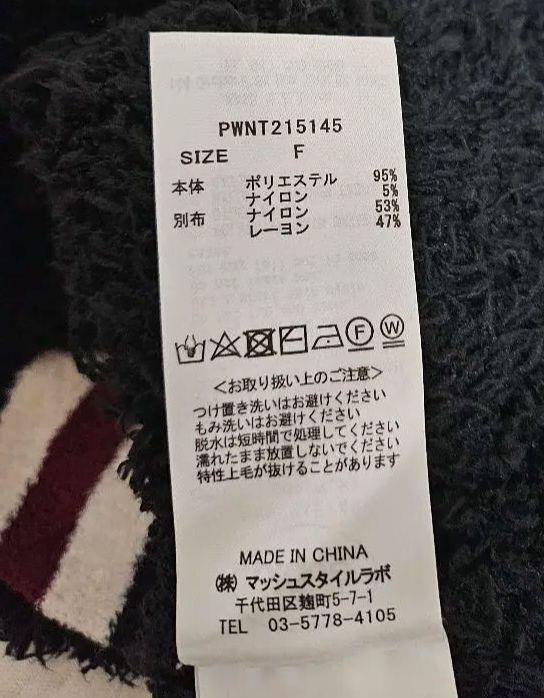 PWNT215145
SIZE F
本体 ポリエステル 95%
ナイロン 5%
別布 ナイロン 53%
レーヨン 47%
F W
<お取り扱い上のご注意>
つけ置き洗いはお避けください
もみ洗いはお避けください
脱水は短時間で処理してください
濡れたまま放置しないでください
特性上毛が抜けることがあります
MADE IN CHINA
㈱ マッシュスタイルラボ
千代田区麹町5-7-1
TEL 03-5778-4105